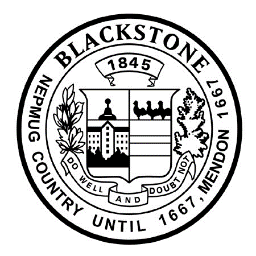 BLACKSTONE
1845
DO WELL AND DOUBT NOT
NEPMUG COUNTRY UNTIL 1667, MENDON 1667